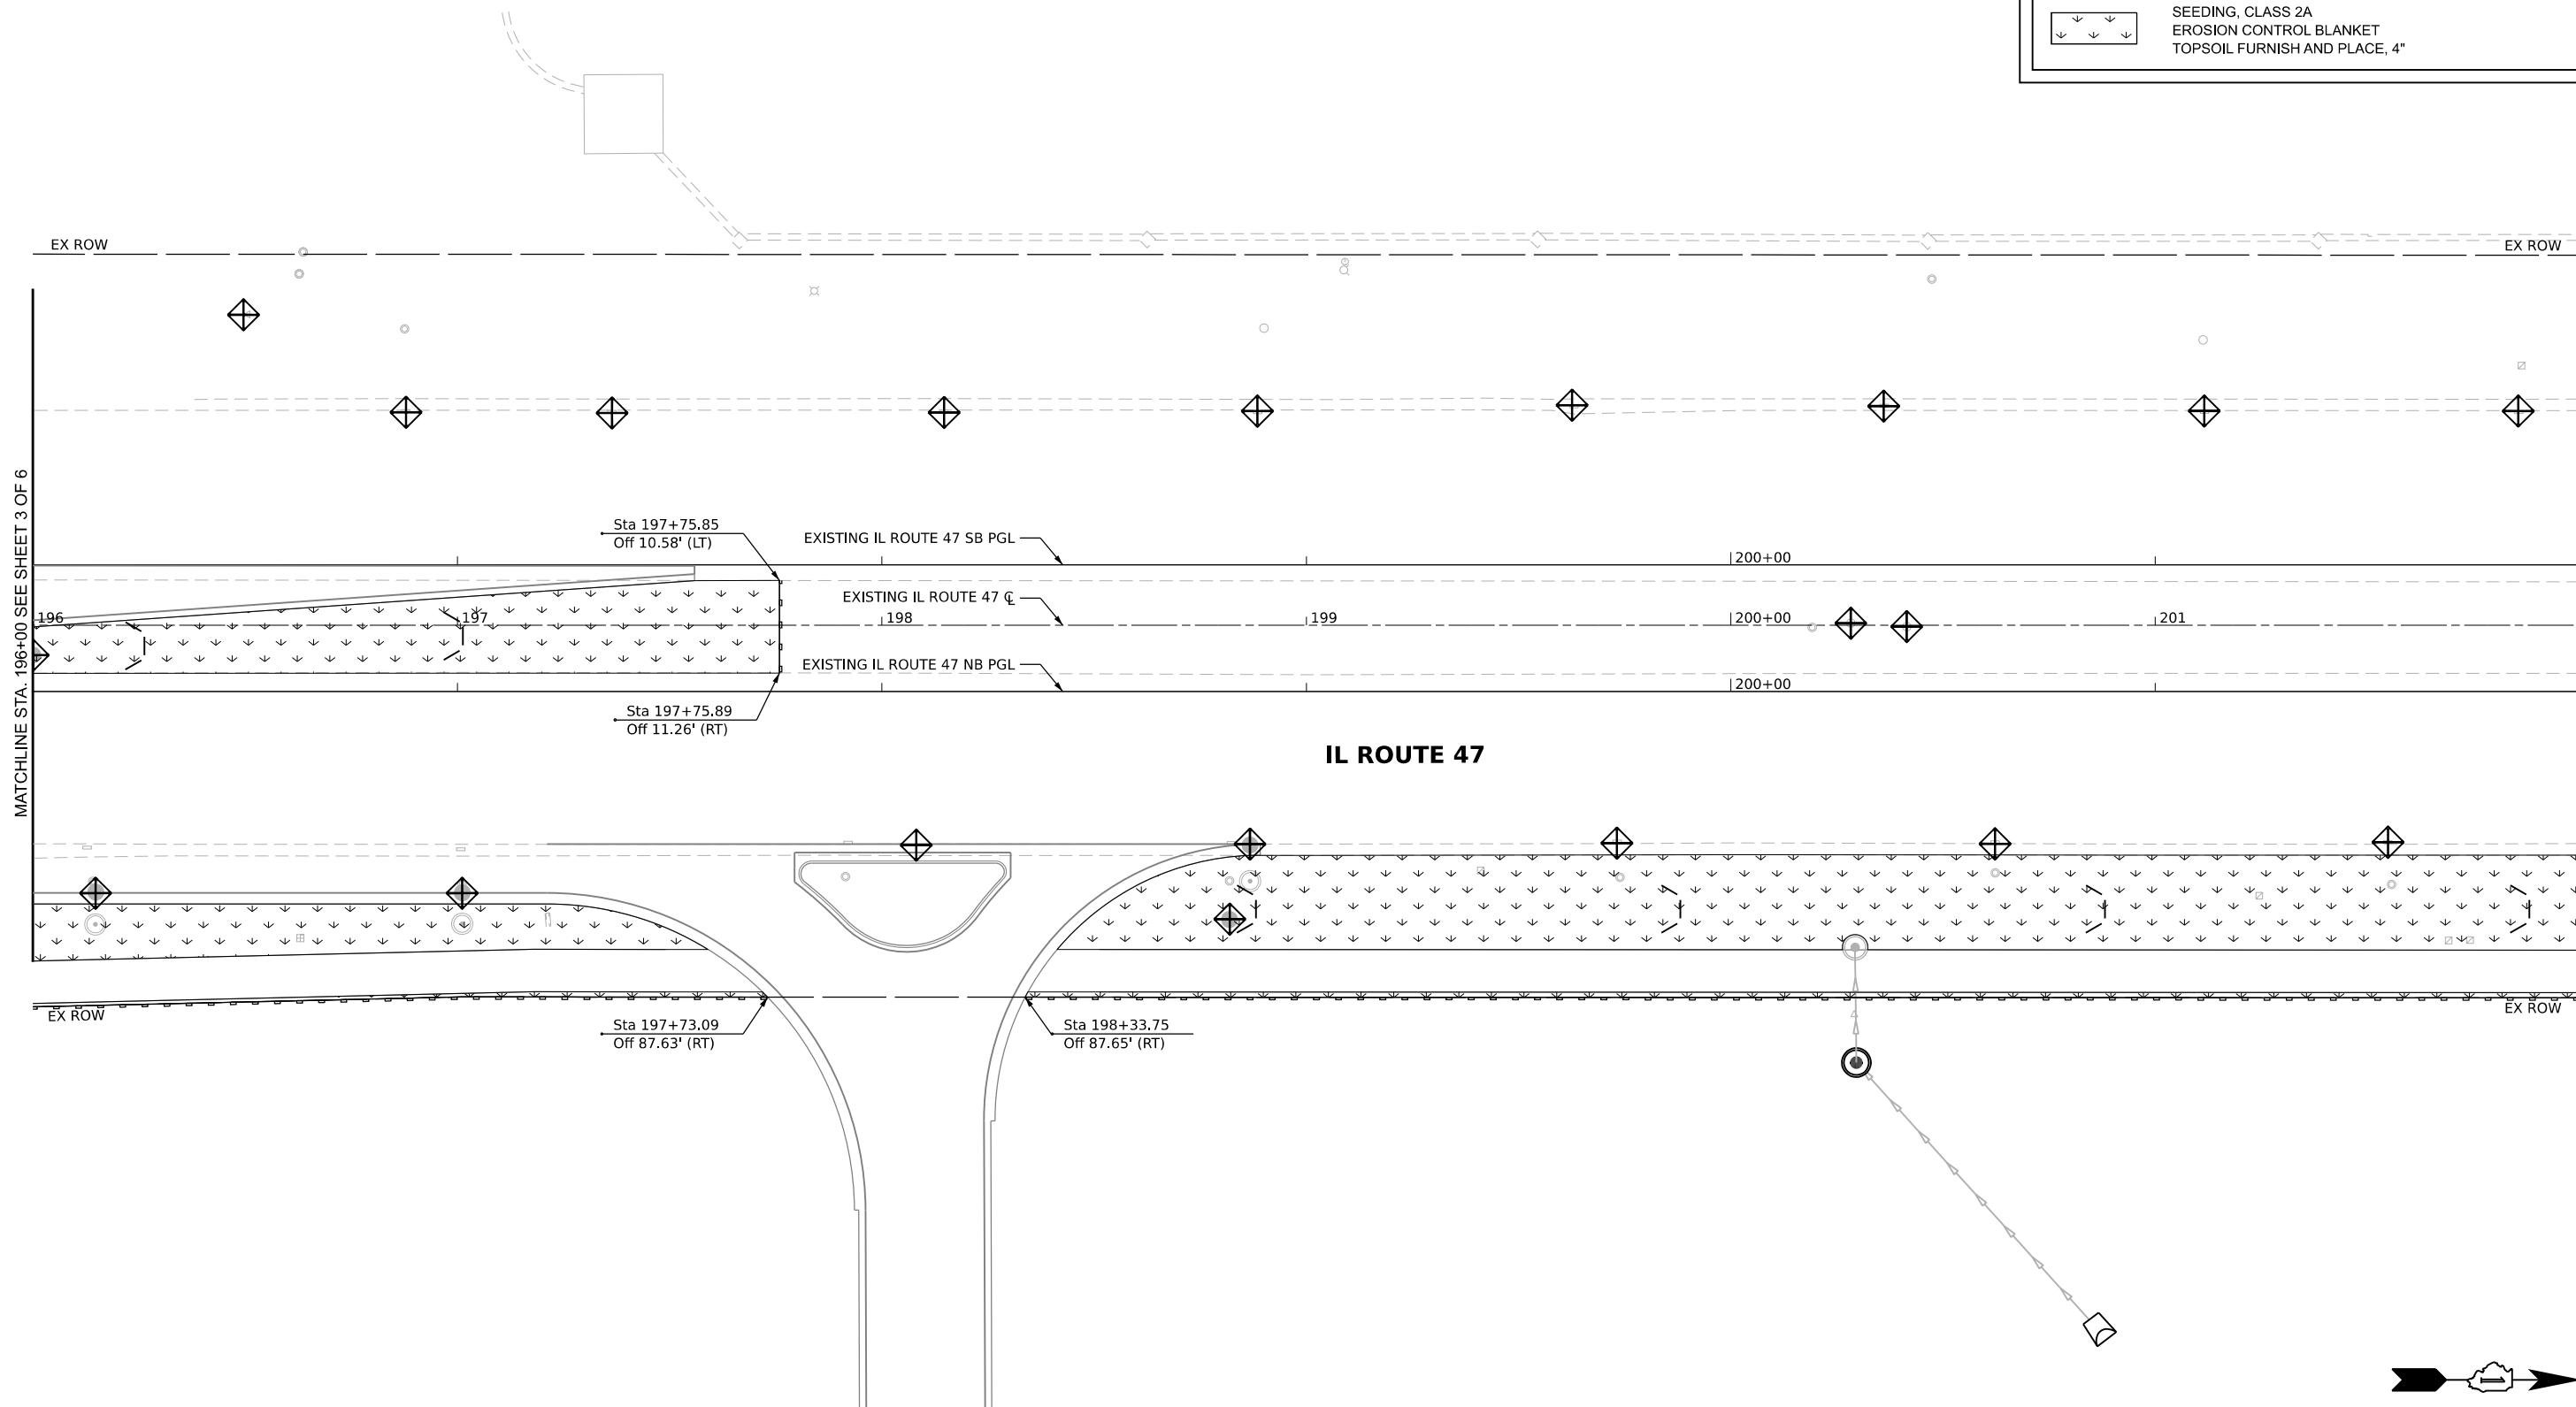 SEEDING, CLASS 2A
EROSION CONTROL BLANKET
TOPSOIL FURNISH AND PLACE, 4"
EX ROW
EX ROW
MATCHLINE STA. 196+00 SEE SHEET 3 OF 6
Sta 197+75.85
Off 10.58' (LT)
EXISTING IL ROUTE 47 SB PGL
200+00
EXISTING IL ROUTE 47 ℄
196
197
198
199
200+00
201
EXISTING IL ROUTE 47 NB PGL
200+00
Sta 197+75.89
Off 11.26' (RT)
IL ROUTE 47
EX ROW
EX ROW
Sta 197+73.09
Off 87.63' (RT)
Sta 198+33.75
Off 87.65' (RT)